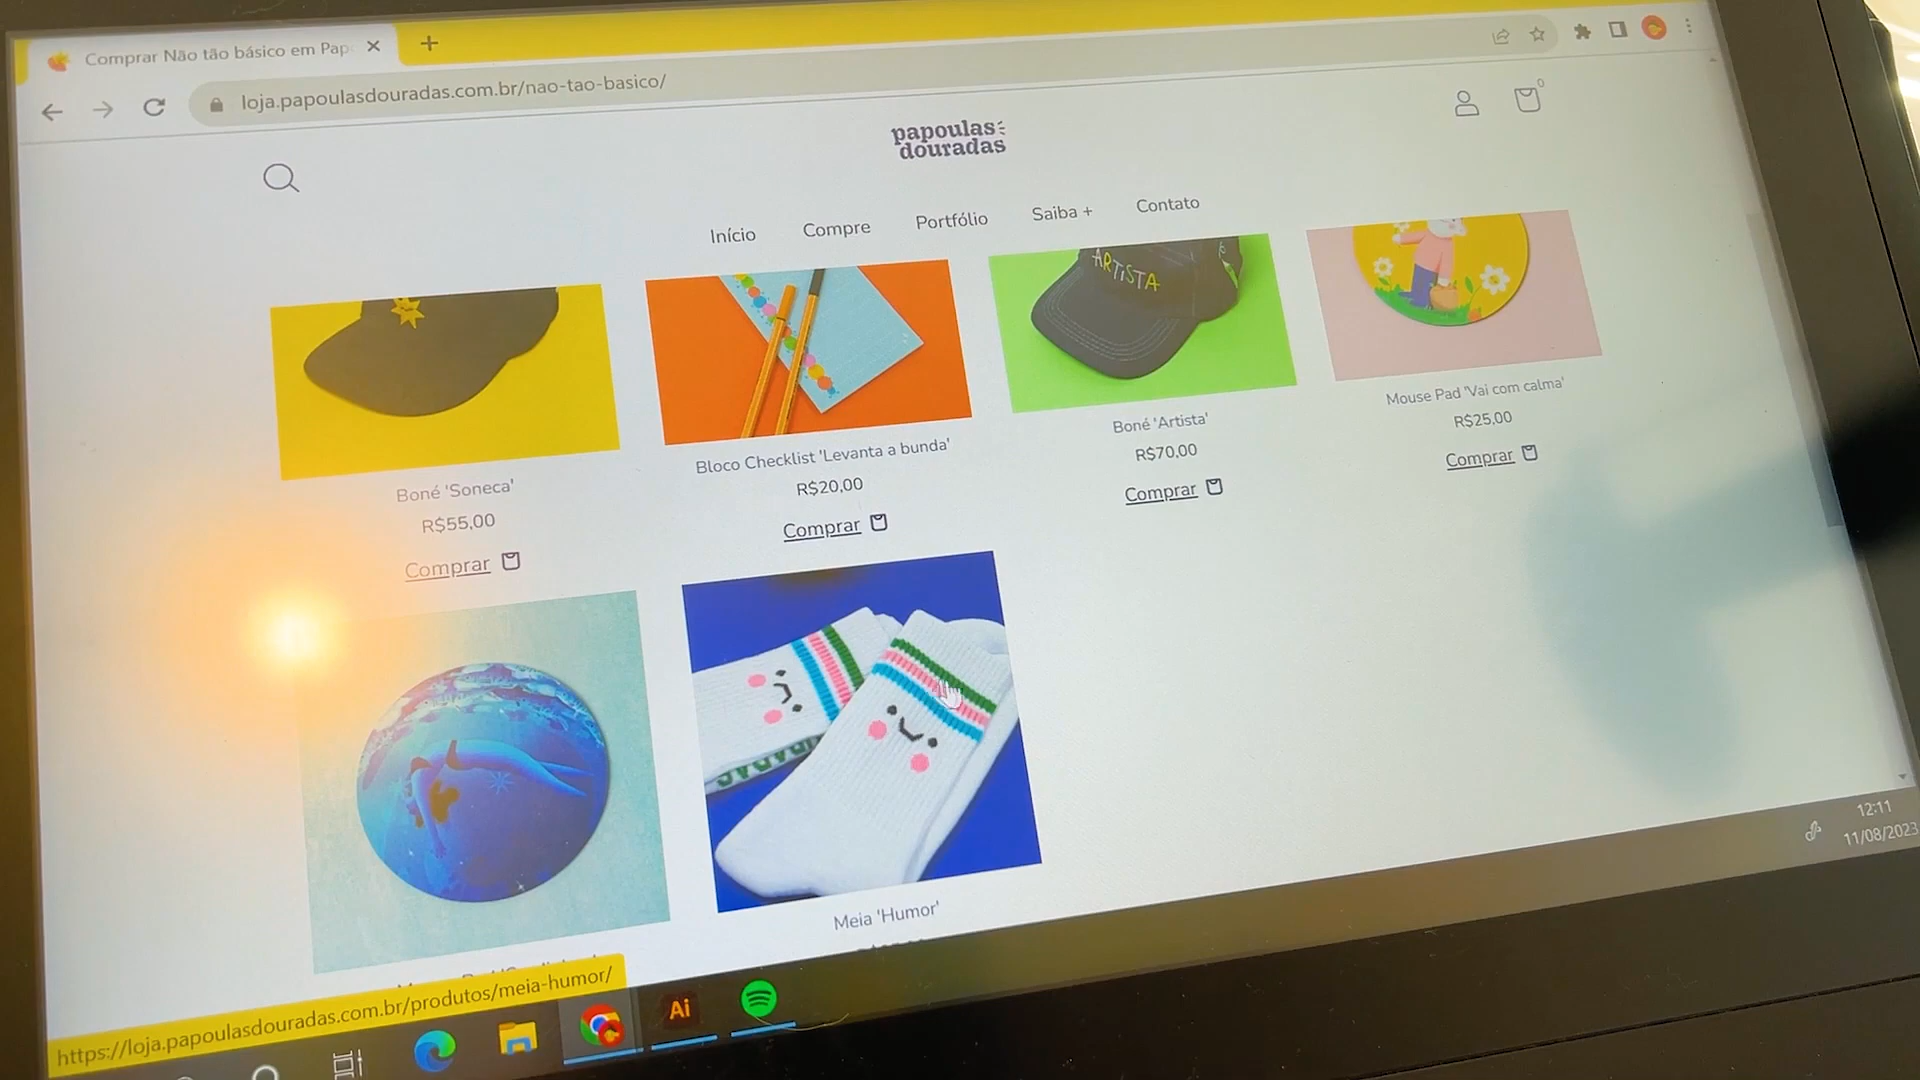 Comprar Não tão básico em Pap
loja.papoulasdouradas.com.br/nao-tao-basico/
0
papoulas
douradas
Início
Compre
Portfólio
Saiba +
Contato
ARTISTA
Boné 'Soneca'
R$55,00
Comprar
Bloco Checklist 'Levanta a bunda'
R$20,00
Comprar
Boné 'Artista'
R$70,00
Comprar
Mouse Pad 'Vai com calma'
R$25,00
Comprar
Meia 'Humor'
https://loja.papoulasdouradas.com.br/produtos/meia-humor/
Ai
12:11
11/08/2023